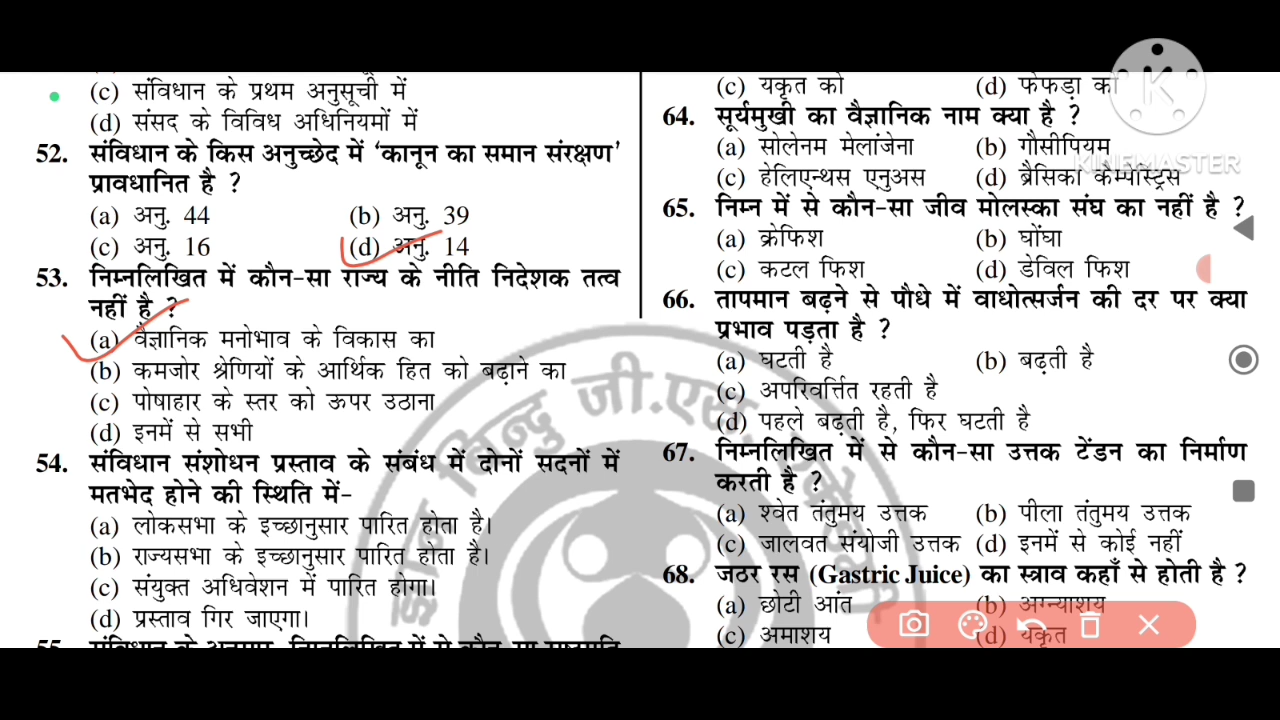 (c) संविधान के प्रथम अनुसूची में
(d) संसद के विविध अधिनियमों में
52. संविधान के किस अनुच्छेद में ‘कानून का समान संरक्षण’
प्रावधानित है ?
(a) अनु. 44 (b) अनु. 39
(c) अनु. 16 (d) अनु. 14
53. निम्नलिखित में कौन-सा राज्य के नीति निदेशक तत्व
नहीं है ?
(a) वैज्ञानिक मनोभाव के विकास का
(b) कमजोर श्रेणियों के आर्थिक हित को बढ़ाने का
(c) पोषाहार के स्तर को ऊपर उठाना
(d) इनमें से सभी
54. संविधान संशोधन प्रस्ताव के संबंध में दोनों सदनों में
मतभेद होने की स्थिति में-
(a) लोकसभा के इच्छानुसार पारित होता है।
(b) राज्यसभा के इच्छानुसार पारित होता है।
(c) संयुक्त अधिवेशन में पारित होगा।
(d) प्रस्ताव गिर जाएगा।
(c) यकृत को (d) फेफड़ा को
64. सूर्यमुखी का वैज्ञानिक नाम क्या है ?
(a) सोलेनम मेलांजेना (b) गौसीपियम
(c) हेलिएन्थस एनुअस (d) ब्रैसिका कैम्पेस्ट्रिस
65. निम्न में से कौन-सा जीव मोलस्का संघ का नहीं है ?
(a) क्रेफिश (b) घोंघा
(c) कटल फिश (d) डेविल फिश
66. तापमान बढ़ने से पौधे में वाधोत्सर्जन की दर पर क्या
प्रभाव पड़ता है ?
(a) घटती है (b) बढ़ती है
(c) अपरिवर्त्तित रहती है
(d) पहले बढ़ती है, फिर घटती है
67. निम्नलिखित में से कौन-सा उत्तक टेंडन का निर्माण
करती है ?
(a) श्वेत तंतुमय उत्तक (b) पीला तंतुमय उत्तक
(c) जालवत संयोजी उत्तक (d) इनमें से कोई नहीं
68. जठर रस (Gastric Juice) का स्त्राव कहाँ से होती है ?
(a) छोटी आंत (b) अग्न्याशय
(c) अमाशय (d) यकृत
KINEMASTER